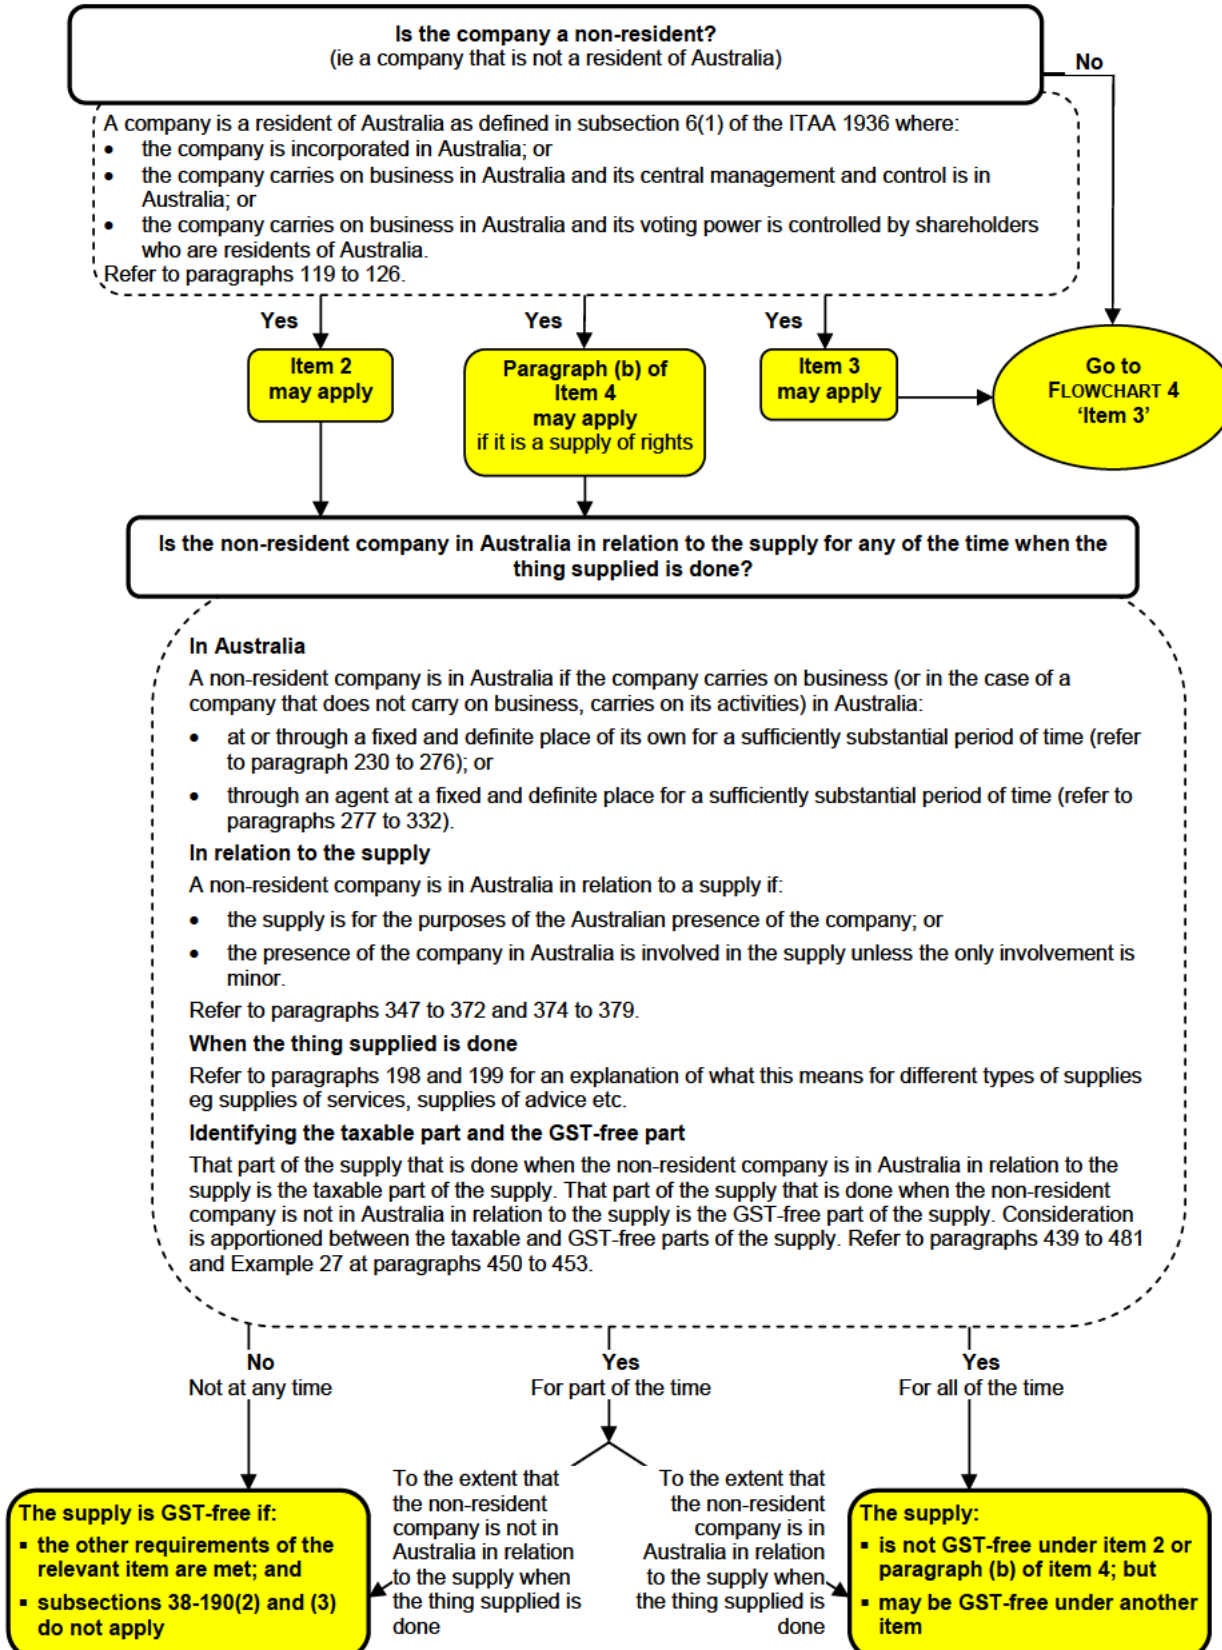 Is the company a non-resident?
(ie a company that is not a resident of Australia)
No
A company is a resident of Australia as defined in subsection 6(1) of the ITAA 1936 where:
• the company is incorporated in Australia; or
• the company carries on business in Australia and its central management and control is in
Australia; or
• the company carries on business in Australia and its voting power is controlled by shareholders
who are residents of Australia.
Refer to paragraphs 119 to 126.
Yes
Yes
Yes
Item 2
may apply
Paragraph (b) of
Item 4
may apply
if it is a supply of rights
Item 3
may apply
Go to
FLOWCHART 4
‘Item 3’
Is the non-resident company in Australia in relation to the supply for any of the time when the
thing supplied is done?
In Australia
A non-resident company is in Australia if the company carries on business (or in the case of a
company that does not carry on business, carries on its activities) in Australia:
• at or through a fixed and definite place of its own for a sufficiently substantial period of time (refer
to paragraph 230 to 276); or
• through an agent at a fixed and definite place for a sufficiently substantial period of time (refer to
paragraphs 277 to 332).
In relation to the supply
A non-resident company is in Australia in relation to a supply if:
• the supply is for the purposes of the Australian presence of the company; or
• the presence of the company in Australia is involved in the supply unless the only involvement is
minor.
Refer to paragraphs 347 to 372 and 374 to 379.
When the thing supplied is done
Refer to paragraphs 198 and 199 for an explanation of what this means for different types of supplies
eg supplies of services, supplies of advice etc.
Identifying the taxable part and the GST-free part
That part of the supply that is done when the non-resident company is in Australia in relation to the
supply is the taxable part of the supply. That part of the supply that is done when the non-resident
company is not in Australia in relation to the supply is the GST-free part of the supply. Consideration
is apportioned between the taxable and GST-free parts of the supply. Refer to paragraphs 439 to 481
and Example 27 at paragraphs 450 to 453.
No
Not at any time
Yes
For part of the time
Yes
For all of the time
The supply is GST-free if:
▪ the other requirements of the
relevant item are met; and
▪ subsections 38-190(2) and (3)
do not apply
To the extent that
the non-resident
company is not in
Australia in relation
to the supply when
the thing supplied is
done
To the extent that
the non-resident
company is in
Australia in relation
to the supply when
the thing supplied is
done
The supply:
▪ is not GST-free under item 2 or
paragraph (b) of item 4; but
▪ may be GST-free under another
item